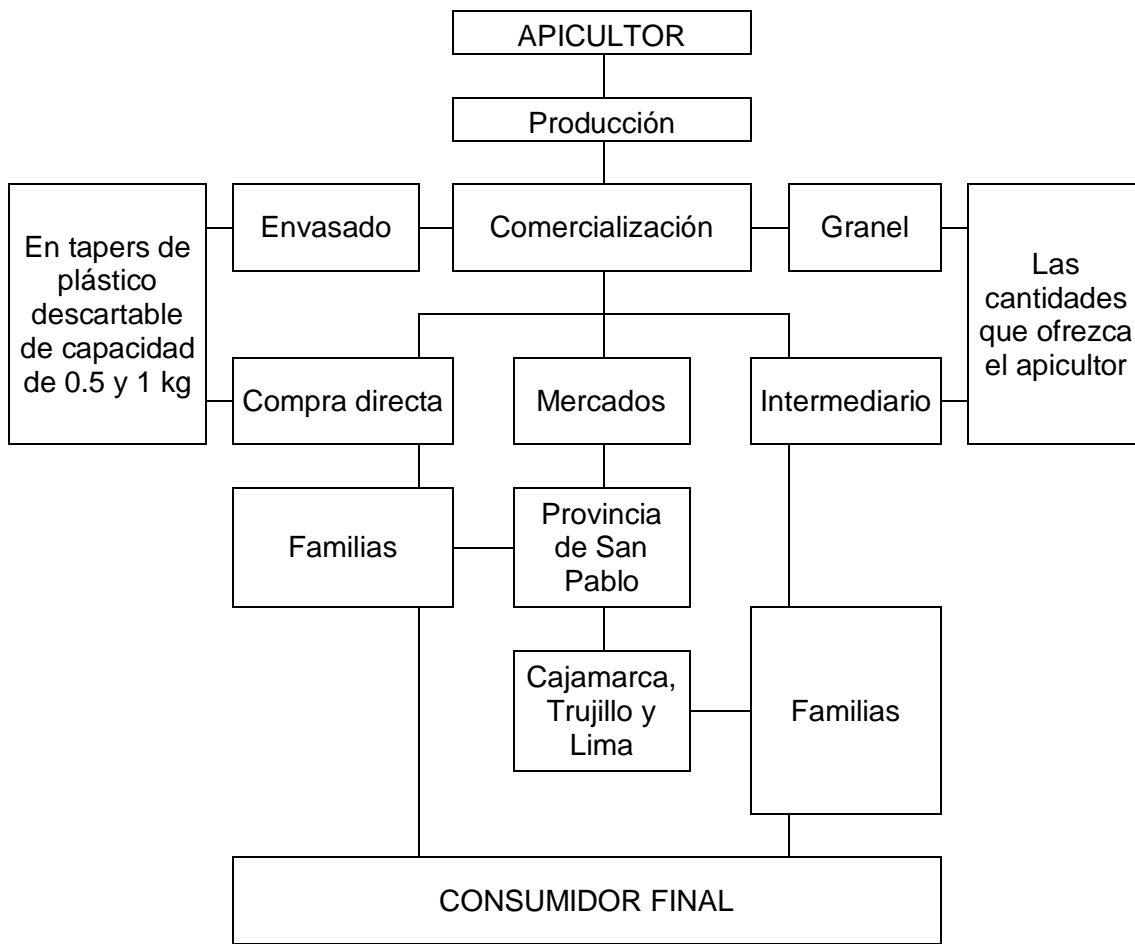 APICULTOR
Producción
En tapers de
plástico
descartable
de capacidad
de 0.5 y 1 kg
Envasado
Comercialización
Granel
Las
cantidades
que ofrezca
el apicultor
Compra directa
Mercados
Intermediario
Familias
Provincia
de San
Pablo
Cajamarca,
Trujillo y
Lima
Familias
CONSUMIDOR FINAL